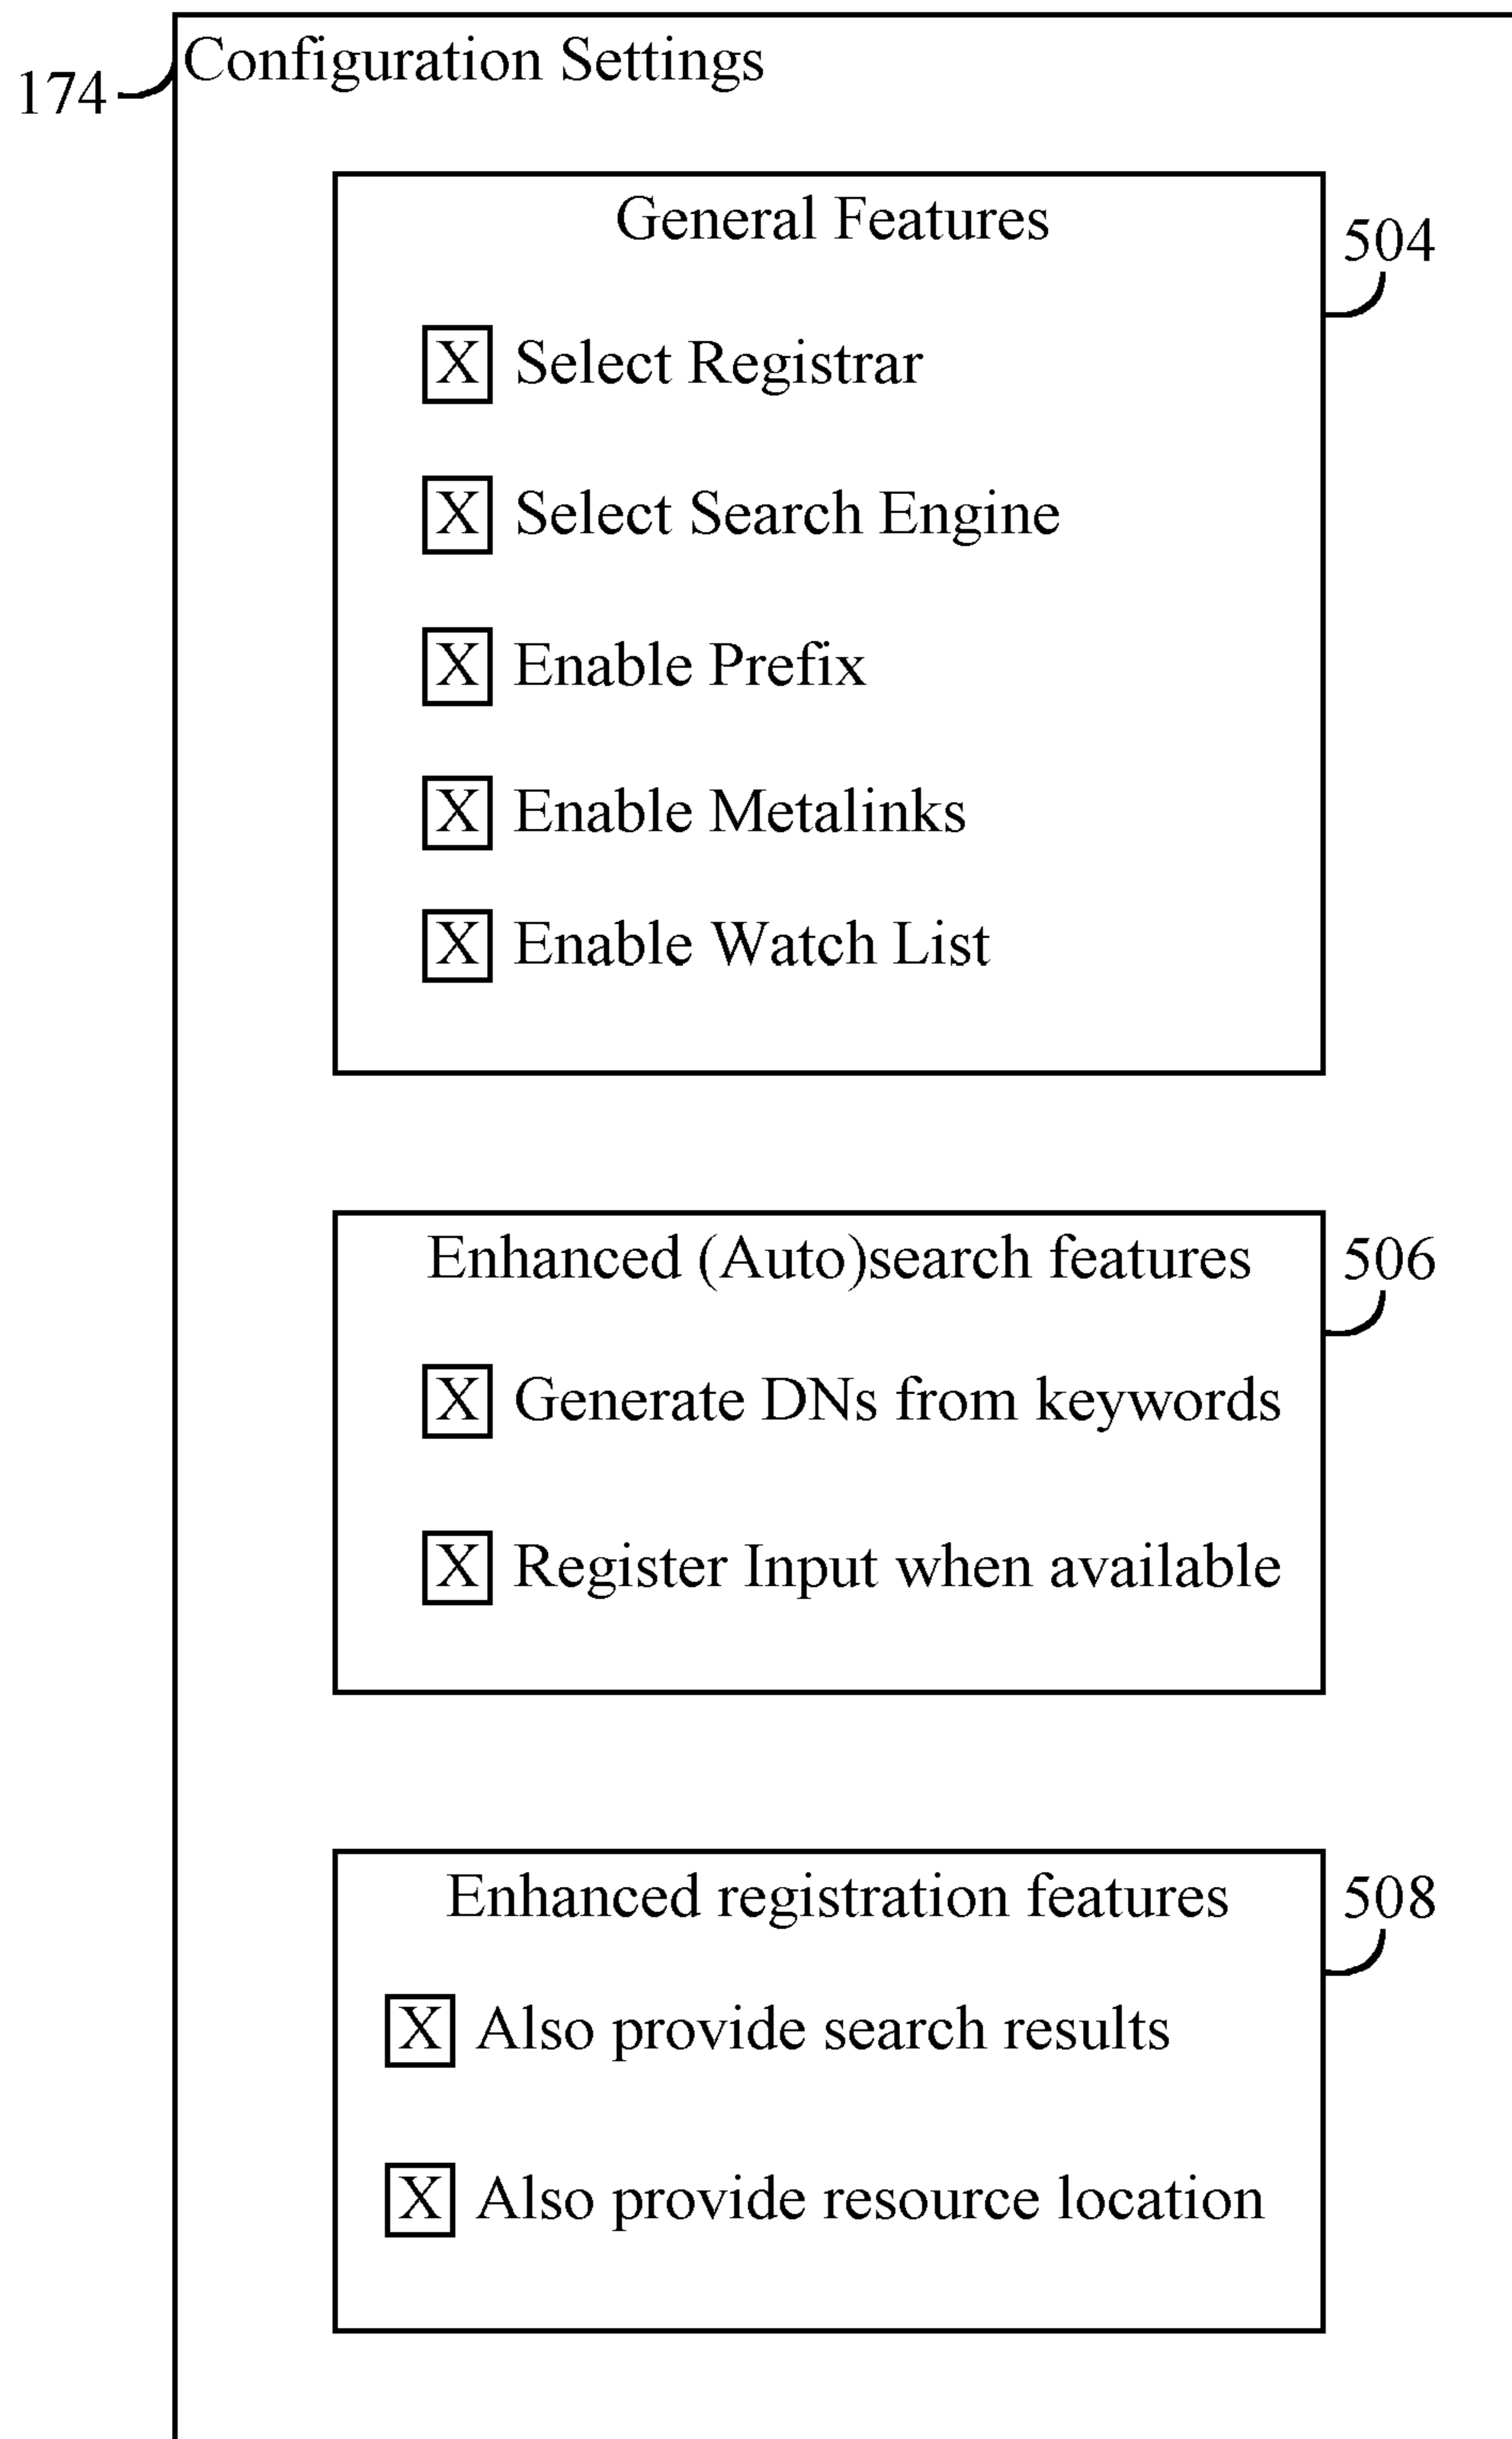 Configuration Settings
174
General Features
504
X Select Registrar
X Select Search Engine
X Enable Prefix
X Enable Metalinks
X Enable Watch List
Enhanced (Auto)search features
506
X Generate DNs from keywords
X Register Input when available
Enhanced registration features
508
X Also provide search results
X Also provide resource location